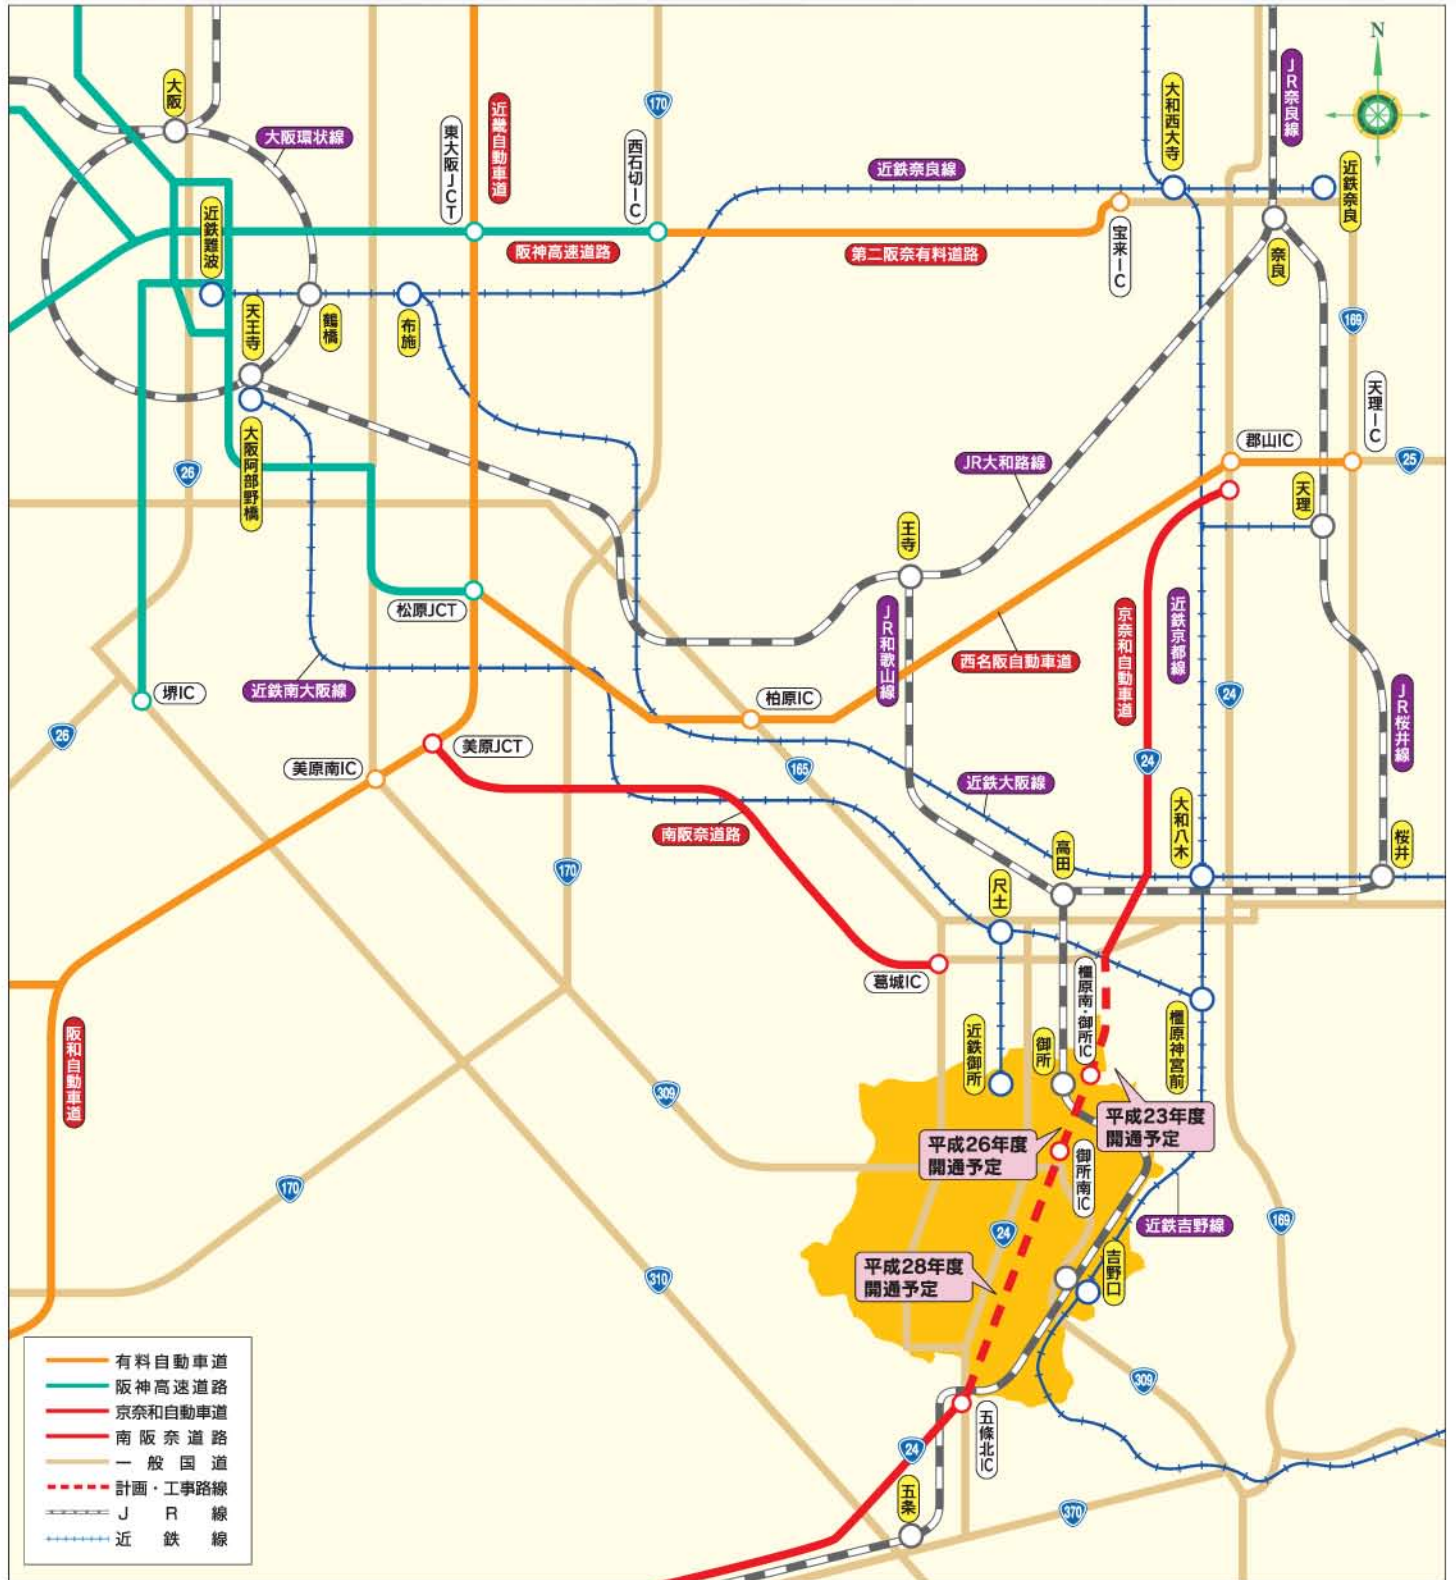 N
大阪
大阪環状線
東大阪JCT
近畿自動車道
西石切IC
170
大和西大寺
JR奈良線
近鉄奈良
近鉄奈良線
近鉄難波
阪神高速道路
第二阪奈有料道路
宝来IC
奈良
天王寺
鶴橋
布施
169
天理IC
大阪阿部野橋
26
JR大和路線
郡山IC
25
天理
王寺
松原JCT
JR和歌山線
京奈和自動車道
近鉄京都線
西名阪自動車道
24
堺IC
近鉄南大阪線
柏原IC
JR桜井線
26
美原JCT
美原南IC
165
24
近鉄大阪線
南阪奈道路
大和八木
高田
桜井
170
尺土
葛城IC
橿原南・御所IC
近鉄御所
御所
橿原神宮前
阪和自動車道
309
平成23年度
開通予定
平成26年度
開通予定
御所南IC
170
24
近鉄吉野線
169
平成28年度
開通予定
吉野口
310
309
五條北IC
24
五条
370
有料自動車道
阪神高速道路
京奈和自動車道
南阪奈道路
一般国道
計画・工事路線
JR線
近鉄線